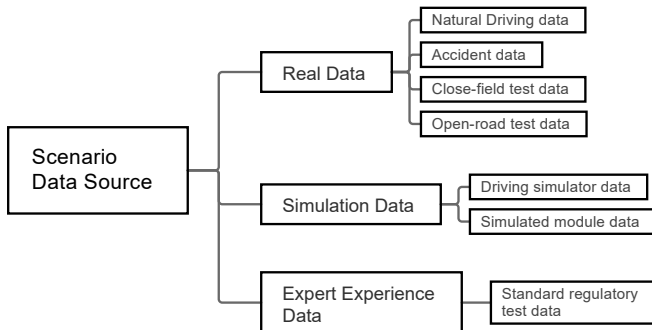 Scenario
Data Source
Real Data
Natural Driving data
Accident data
Close-field test data
Open-road test data
Simulation Data
Driving simulator data
Simulated module data
Expert Experience
Data
Standard regulatory
test data